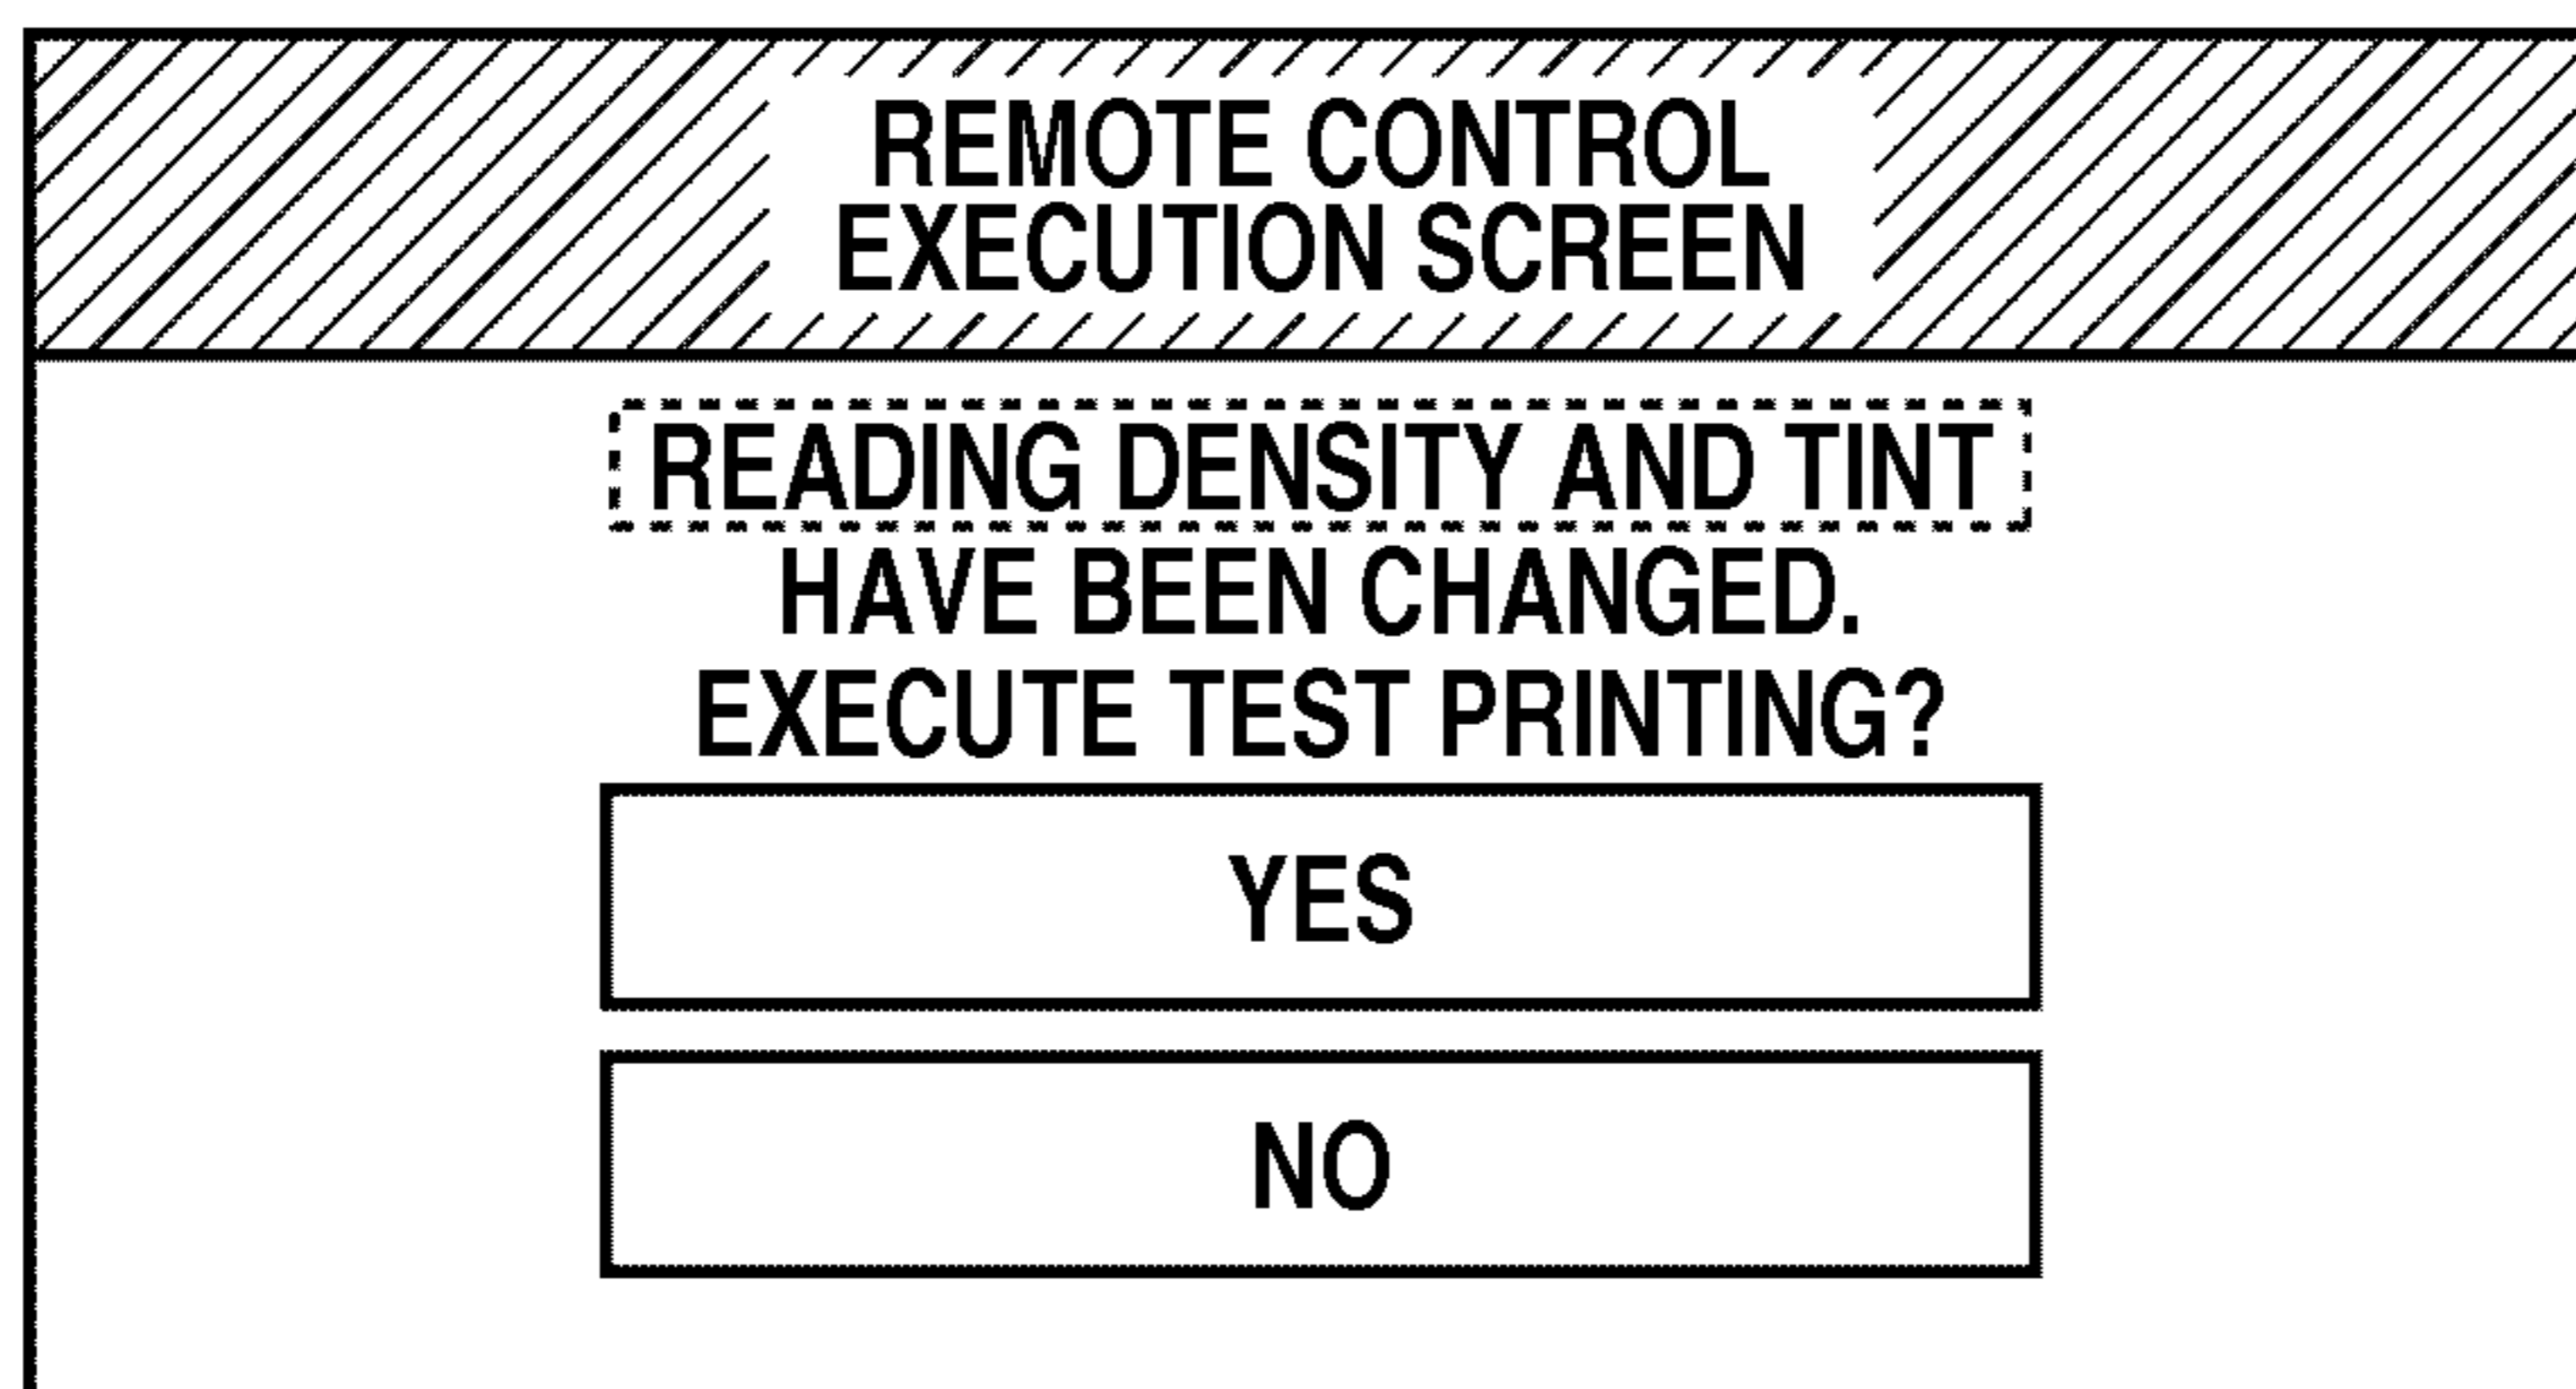 REMOTE CONTROL
EXECUTION SCREEN
READING DENSITY AND TINT
HAVE BEEN CHANGED.
EXECUTE TEST PRINTING?
YES
NO